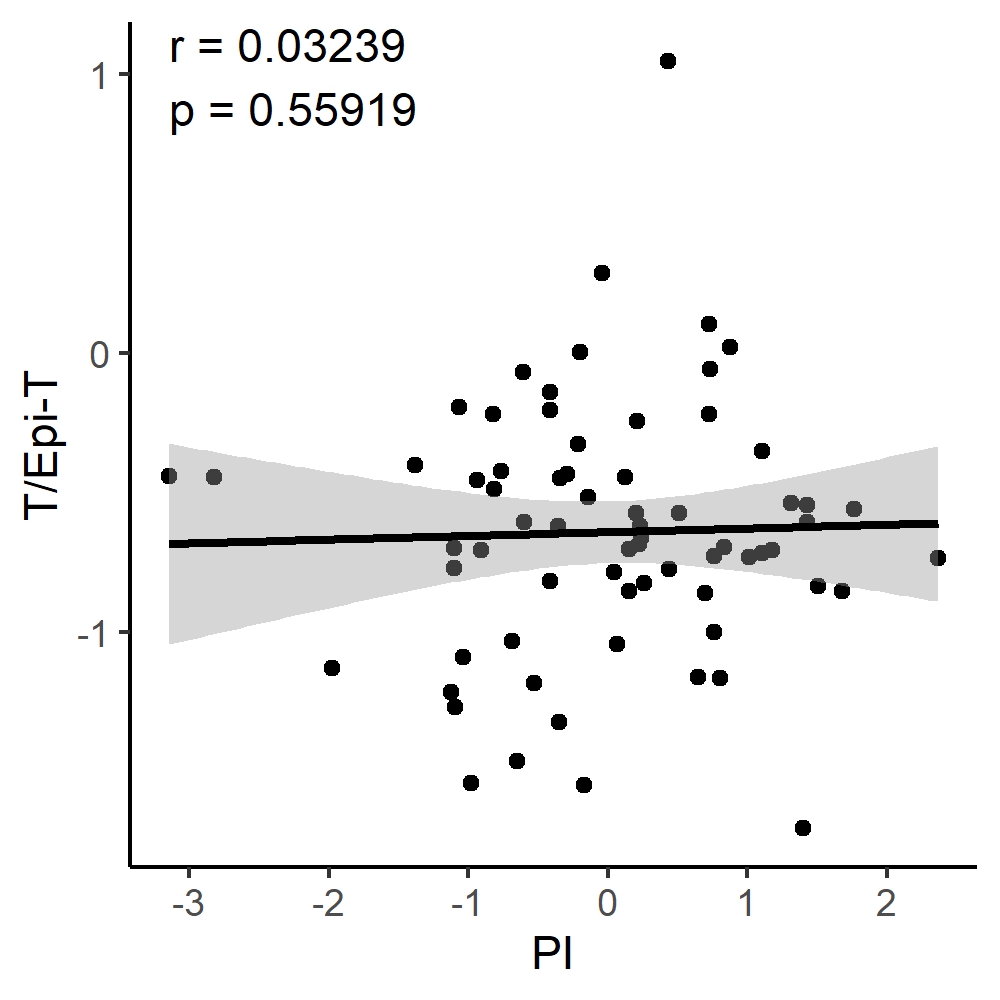 r = 0.03239
p = 0.55919
1
0
-1
T/Epi-T
-3 -2 -1 0 1 2
PI